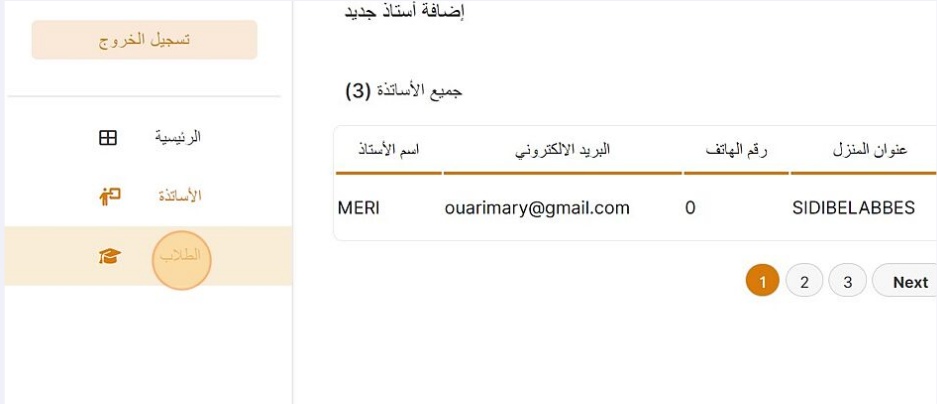 إضافة أستاذ جديد
تسجيل الخروج
جميع الأساتذة (3)
الرئيسية
الأساتذة
الطلاب
اسم الأستاذ البريد الالكتروني رقم الهاتف عنوان المنزل
MERI ouarimary@gmail.com 0 SIDIBELABBES
1 2 3 Next